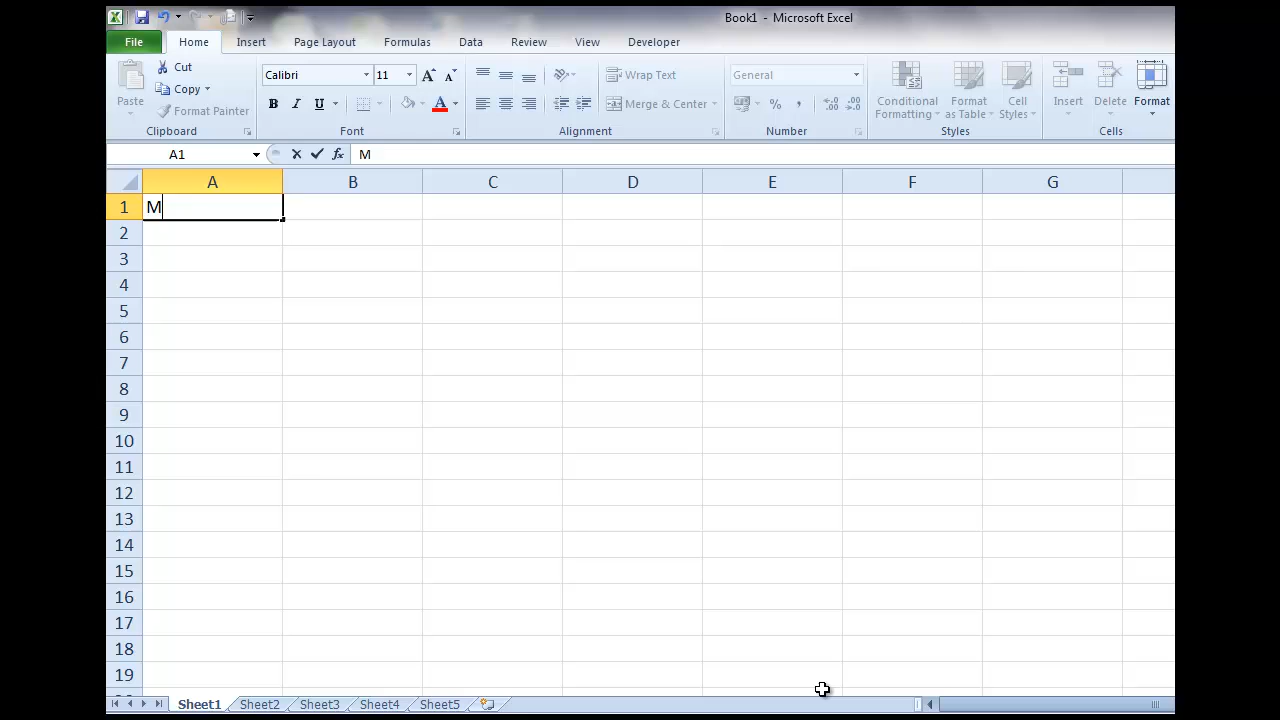 Book1 - Microsoft Excel
File Home Insert Page Layout Formulas Data Review View Developer
Paste
Cut
Copy
Format Painter
Clipboard
Calibri 11
B I U A
Font
Wrap Text
Merge & Center
Alignment
General
% ,
Number
Conditional Formatting
Format as Table
Cell Styles
Styles
Insert Delete Format
Cells
A1 fx M
A B C D E F G
1 M
2
3
4
5
6
7
8
9
10
11
12
13
14
15
16
17
18
19
Sheet1 Sheet2 Sheet3 Sheet4 Sheet5